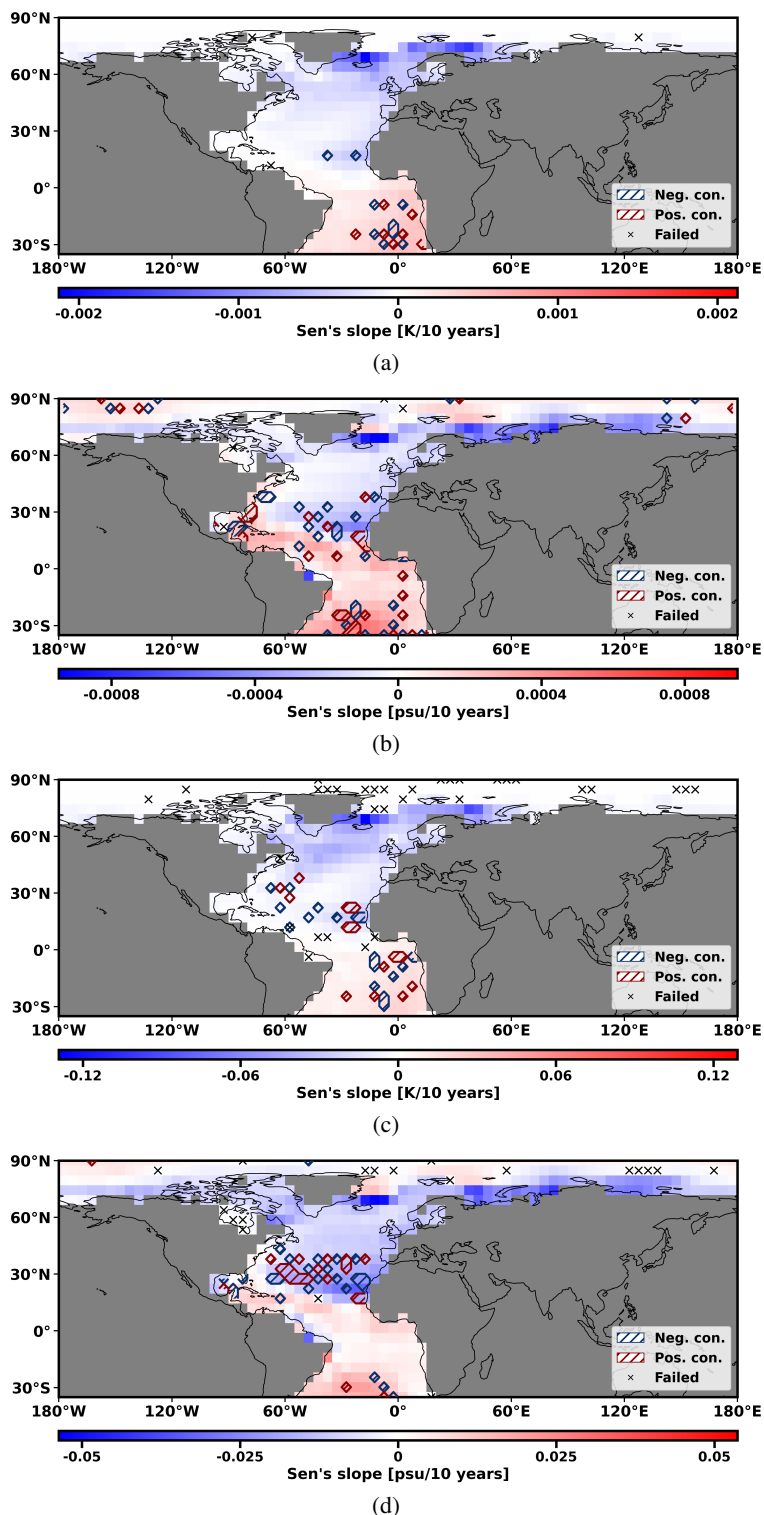 90°N
60°N
30°N
0°
30°S
Neg. con.
Pos. con.
Failed
180°W 120°W 60°W 0° 60°E 120°E 180°E
-0.002 -0.001 0 0.001 0.002
Sen's slope [K/10 years]
(a)
90°N
60°N
30°N
0°
30°S
Neg. con.
Pos. con.
Failed
180°W 120°W 60°W 0° 60°E 120°E 180°E
-0.0008 -0.0004 0 0.0004 0.0008
Sen's slope [psu/10 years]
(b)
90°N
60°N
30°N
0°
30°S
Neg. con.
Pos. con.
Failed
180°W 120°W 60°W 0° 60°E 120°E 180°E
-0.12 -0.06 0 0.06 0.12
Sen's slope [K/10 years]
(c)
90°N
60°N
30°N
0°
30°S
Neg. con.
Pos. con.
Failed
180°W 120°W 60°W 0° 60°E 120°E 180°E
-0.05 -0.025 0 0.025 0.05
Sen's slope [psu/10 years]
(d)